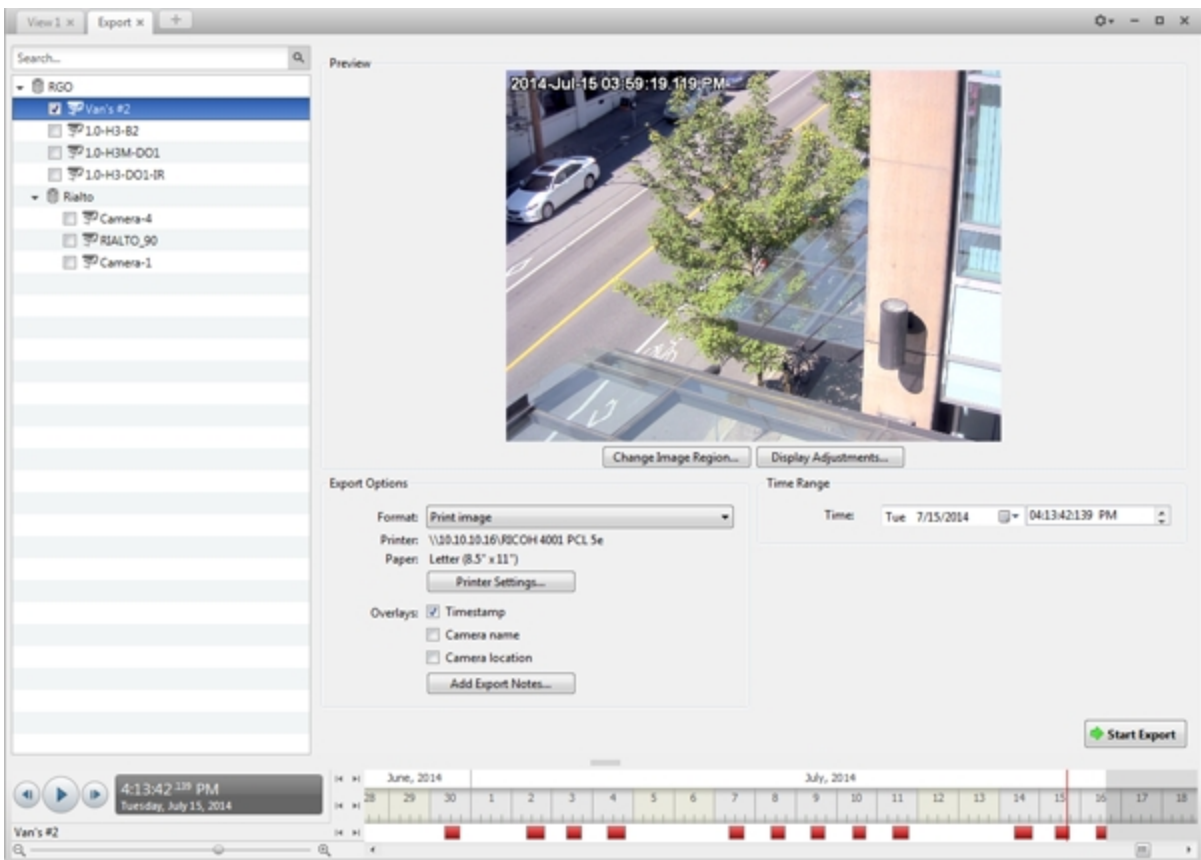 View 1 ×
Export ×
+
Search...
Preview
RGO
Van's #2
1.0-H3-B2
1.0-H3M-DO1
1.0-H3-DO1-IR
Rialto
Camera-4
RIALTO_90
Camera-1
2014-Jul-15 03:59:19.119 PM
Change Image Region...
Display Adjustments...
Export Options
Format: Print image
Printer: \\10.10.10.16\RICOH 4001 PCL 5e
Paper: Letter (8.5" x 11")
Printer Settings...
Overlays: Timestamp
Camera name
Camera location
Add Export Notes...
Time Range
Time: Tue 7/15/2014 04:13:42:139 PM
Start Export
4:13:42.139 PM
Tuesday, July 15, 2014
June, 2014 July, 2014
28 29 30 1 2 3 4 5 6 7 8 9 10 11 12 13 14 15 16 17 18
Van's #2